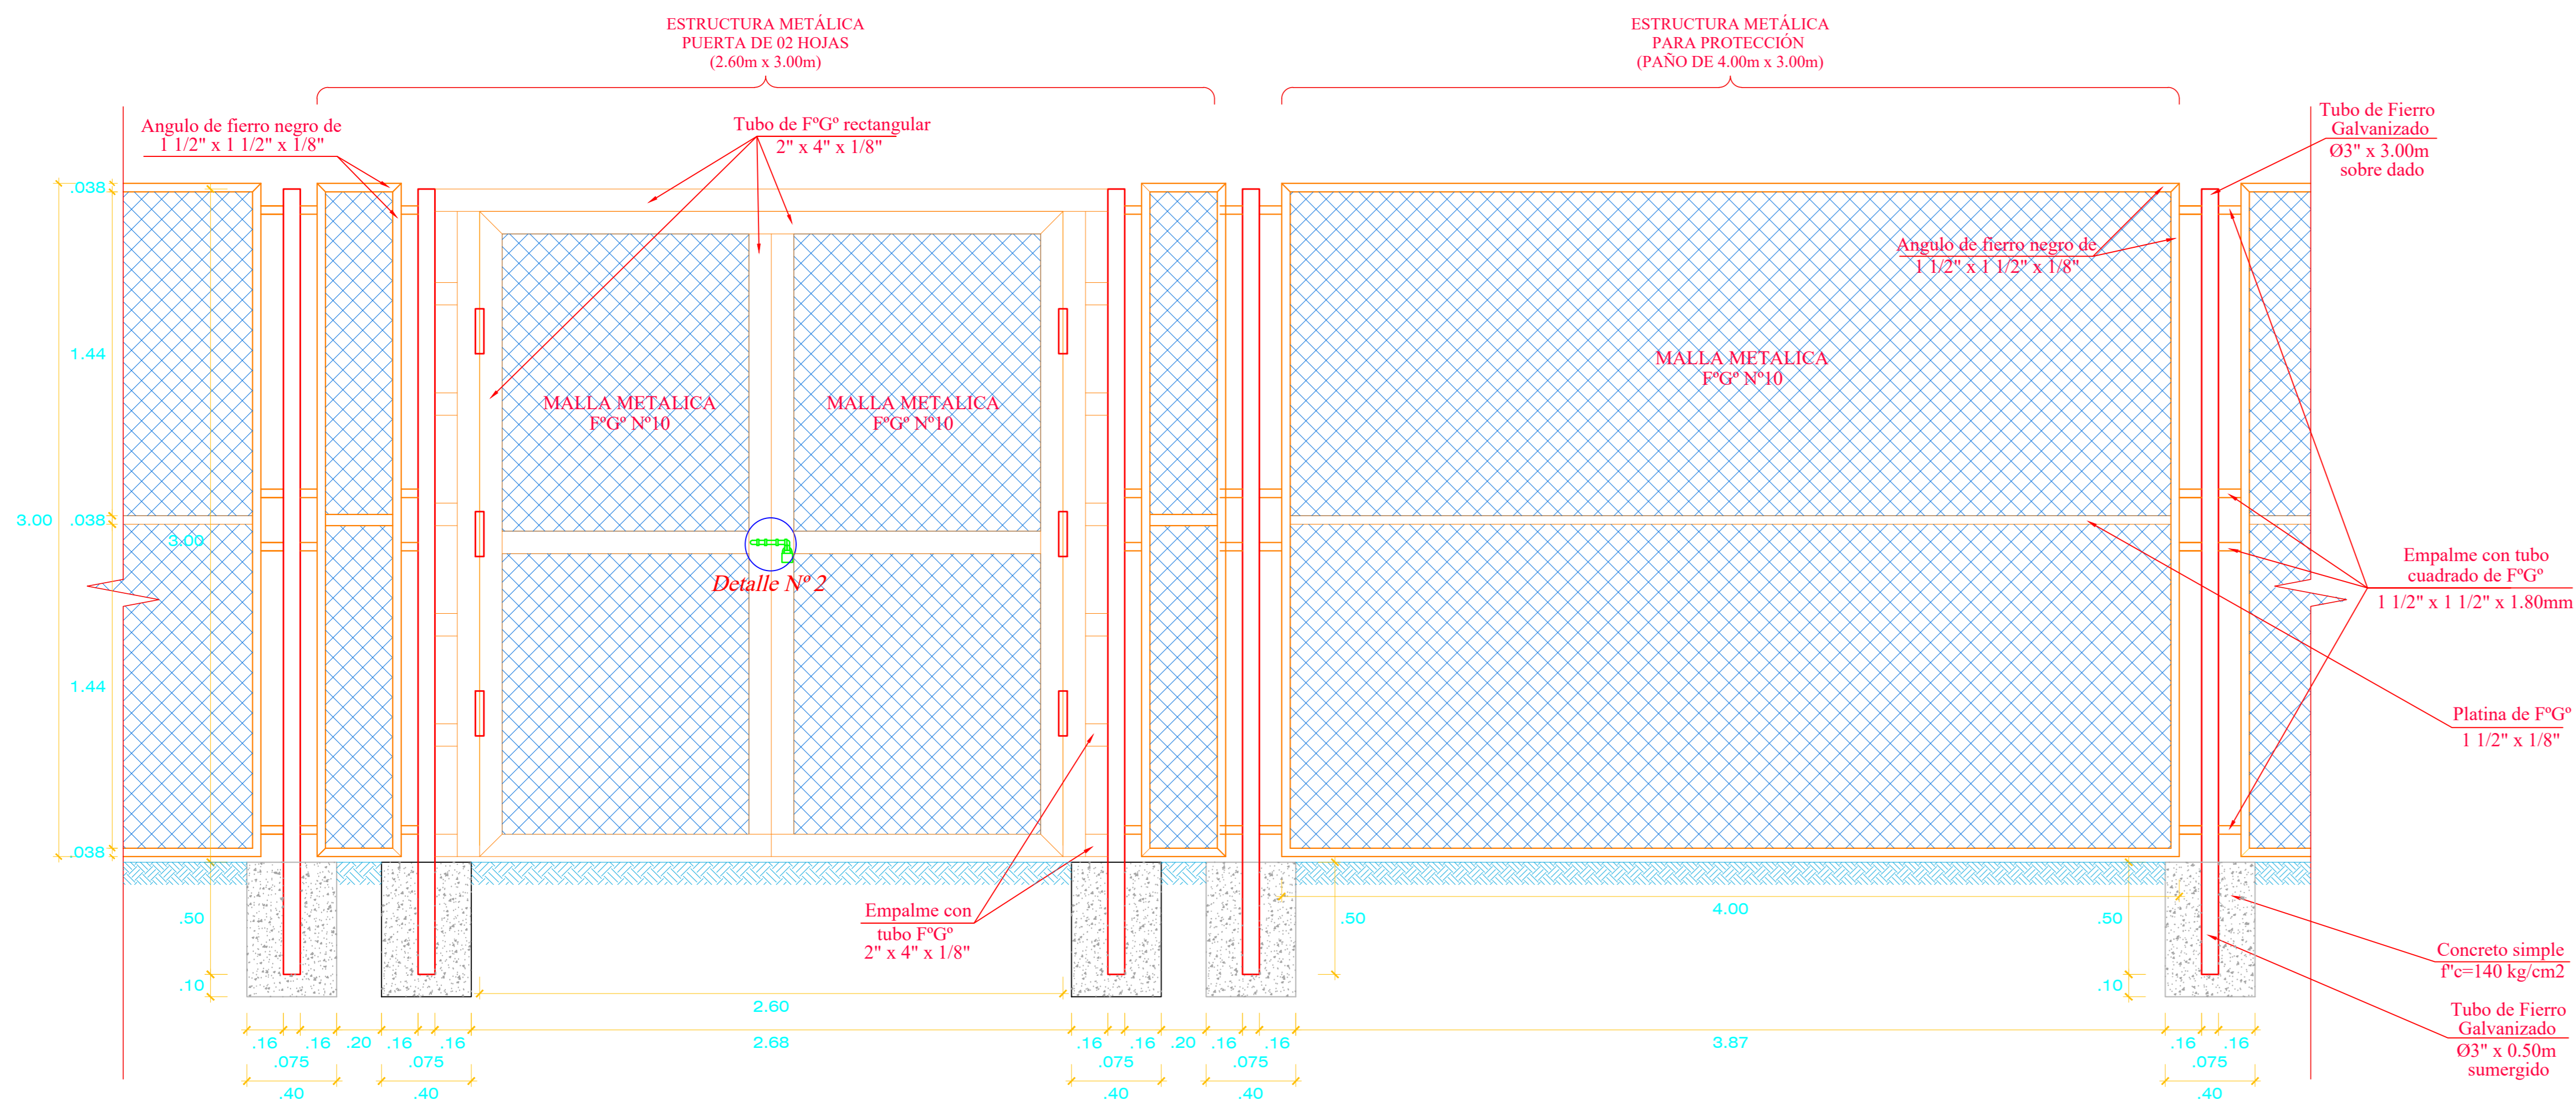 ESTRUCTURA METÁLICA
PUERTA DE 02 HOJAS
(2.60m x 3.00m)
ESTRUCTURA METÁLICA
PARA PROTECCIÓN
(PAÑO DE 4.00m x 3.00m)
Angulo de fierro negro de
1 1/2" x 1 1/2" x 1/8"
Tubo de FºGº rectangular
2" x 4" x 1/8"
Tubo de Fierro
Galvanizado
Ø3" x 3.00m
sobre dado
Angulo de fierro negro de
1 1/2" x 1 1/2" x 1/8"
MALLA METALICA
FºGº Nº10
MALLA METALICA
FºGº Nº10
MALLA METALICA
FºGº Nº10
Detalle Nº 2
Empalme con tubo
cuadrado de FºGº
1 1/2" x 1 1/2" x 1.80mm
Platina de FºGº
1 1/2" x 1/8"
Empalme con
tubo FºGº
2" x 4" x 1/8"
Concreto simple
f'c=140 kg/cm2
Tubo de Fierro
Galvanizado
Ø3" x 0.50m
sumergido
.038
1.44
3.00
.038
3.00
1.44
.038
.50
.10
.50
4.00
.50
.10
2.60
.16
.16
.20
.16
.16
2.68
.16
.16
.20
.16
.16
3.87
.16
.16
.075
.075
.075
.075
.075
.40
.40
.40
.40
.40